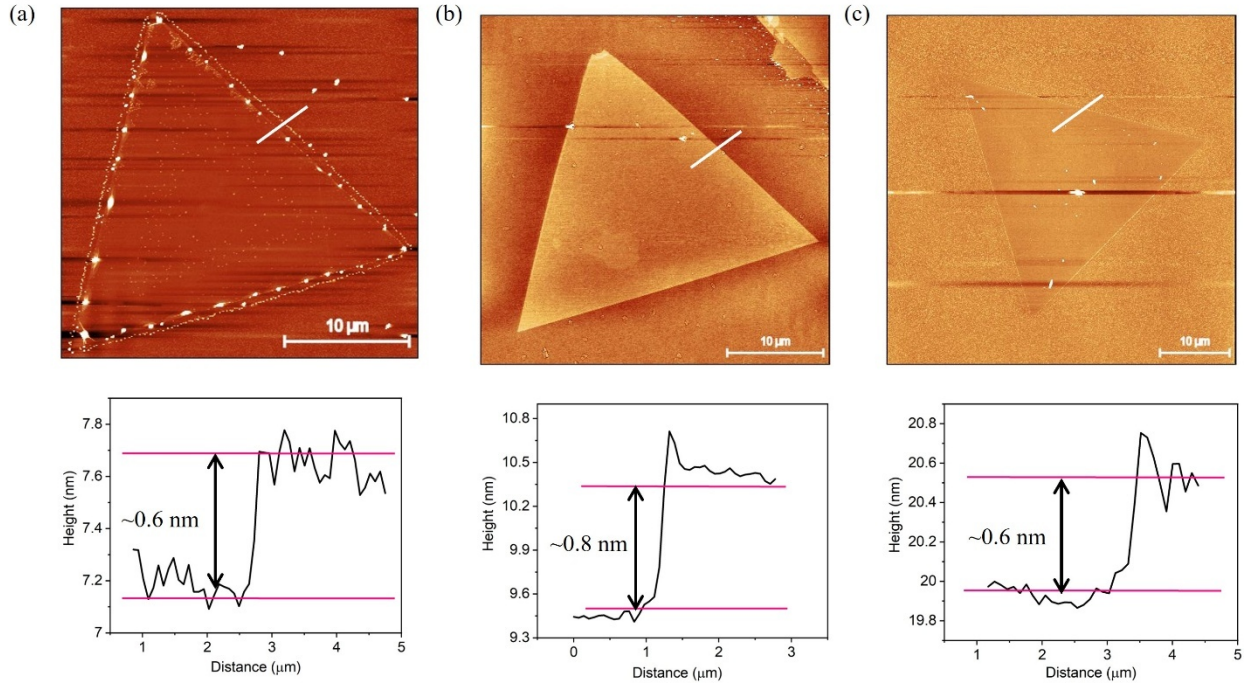 (a)
(b)
(c)
10 µm
10 µm
10 µm
7.8
7.6
7.4
7.2
7
Height (nm)
~0.6 nm
1
2
3
4
5
Distance (µm)
10.8
10.5
10.2
9.9
9.6
9.3
Height (nm)
~0.8 nm
0
1
2
3
Distance (µm)
20.8
20.6
20.4
20.2
20
19.8
Height (nm)
~0.6 nm
1
2
3
4
5
Distance (µm)